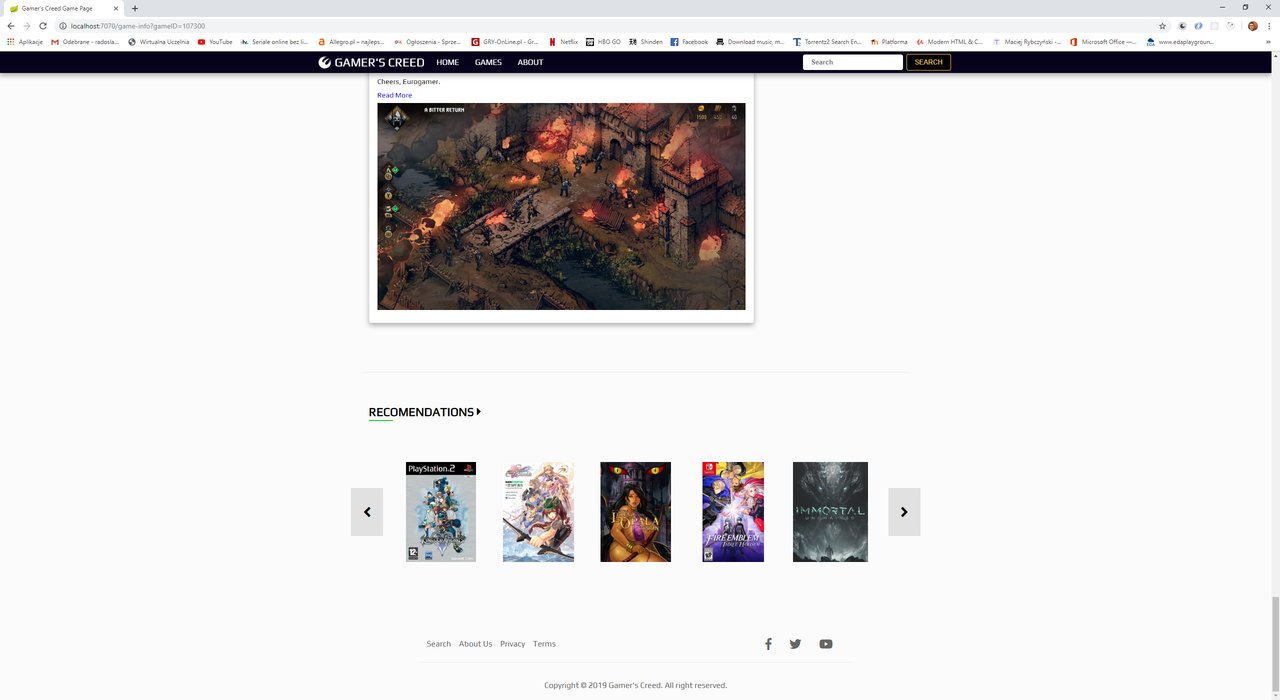 Gamer's Creed Game Page
localhost:7070/game-info?gameID=107300
Aplikacje
Odebrane – radosla...
Wirtualna Uczelnia
YouTube
Seriale online bez li...
Allegro.pl – najleps...
Ogłoszenia - Sprze...
GRY-OnLine.pl - Gr...
Netflix
HBO GO
Shinden
Facebook
Download music, m...
Torrentz2 Search En...
Platforma
Modern HTML & C...
Maciej Rybczyński -...
Microsoft Office —...
www.edaplaygroun...
GAMER'S CREED
HOME
GAMES
ABOUT
Search
SEARCH
Cheers, Eurogamer.
Read More
A BITTER RETURN
1500
450
RECOMENDATIONS
PlayStation 2
12+
OPALA
FIRE EMBLEM
THREE HOUSES
IMMORTAL
UNCHAINED
Search About Us Privacy Terms
Copyright © 2019 Gamer's Creed. All right reserved.